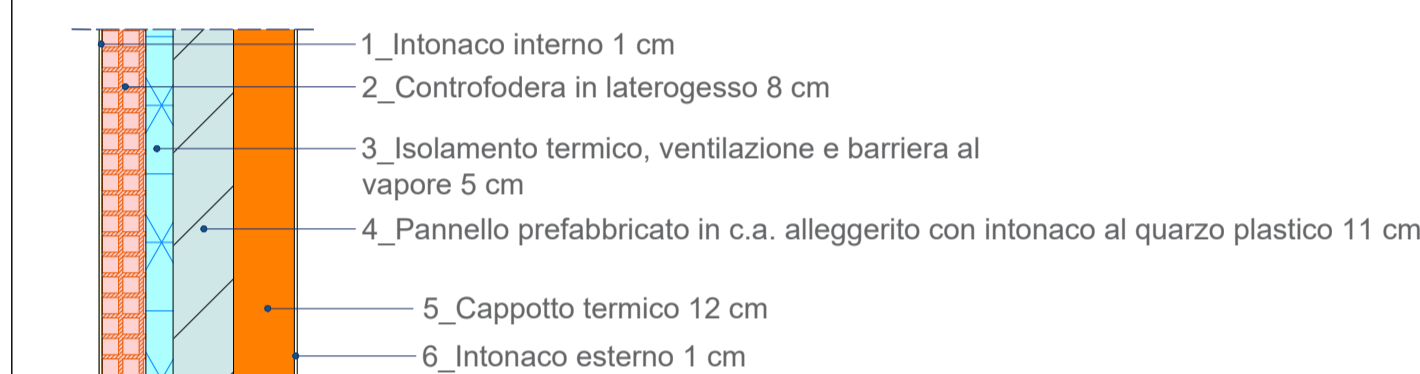 1_Intonaco interno 1 cm
2_Controfodera in laterogesso 8 cm
3_Isolamento termico, ventilazione e barriera al
vapore 5 cm
4_Pannello prefabbricato in c.a. alleggerito con intonaco al quarzo plastico 11 cm
5_Cappotto termico 12 cm
6_Intonaco esterno 1 cm